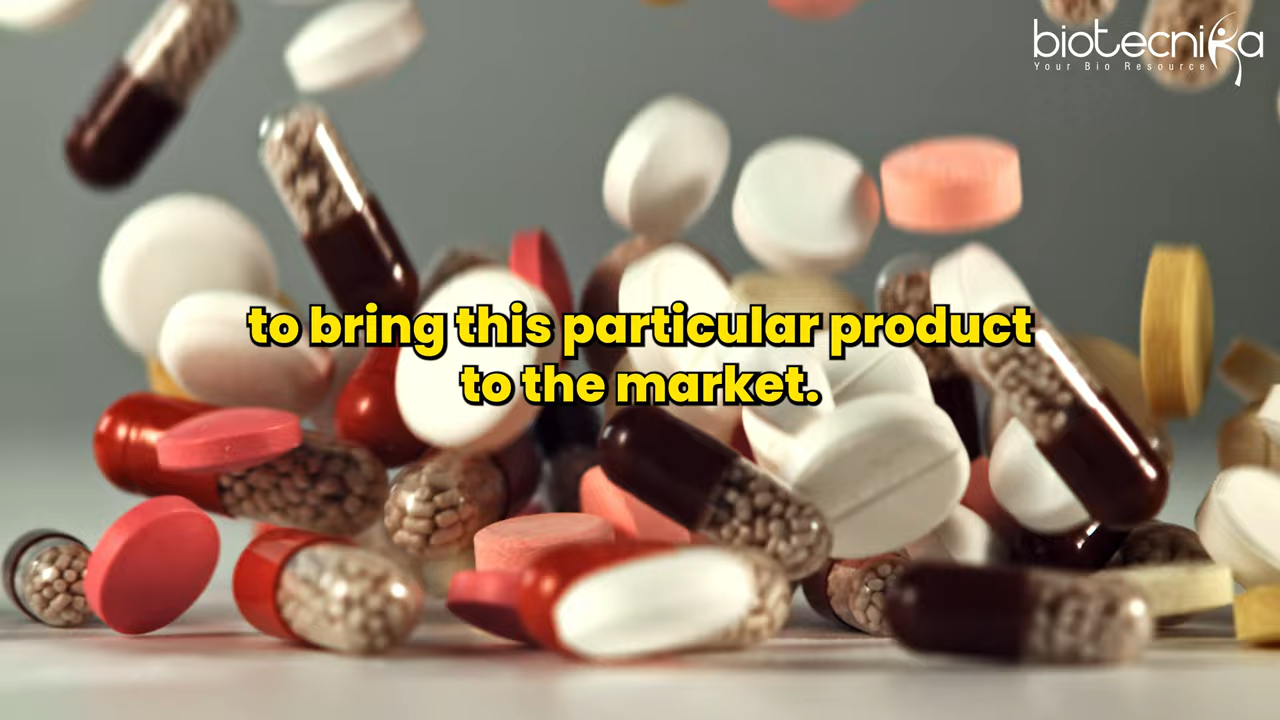 biotecnika
Your Bio Resource
to bring this particular product
to the market.